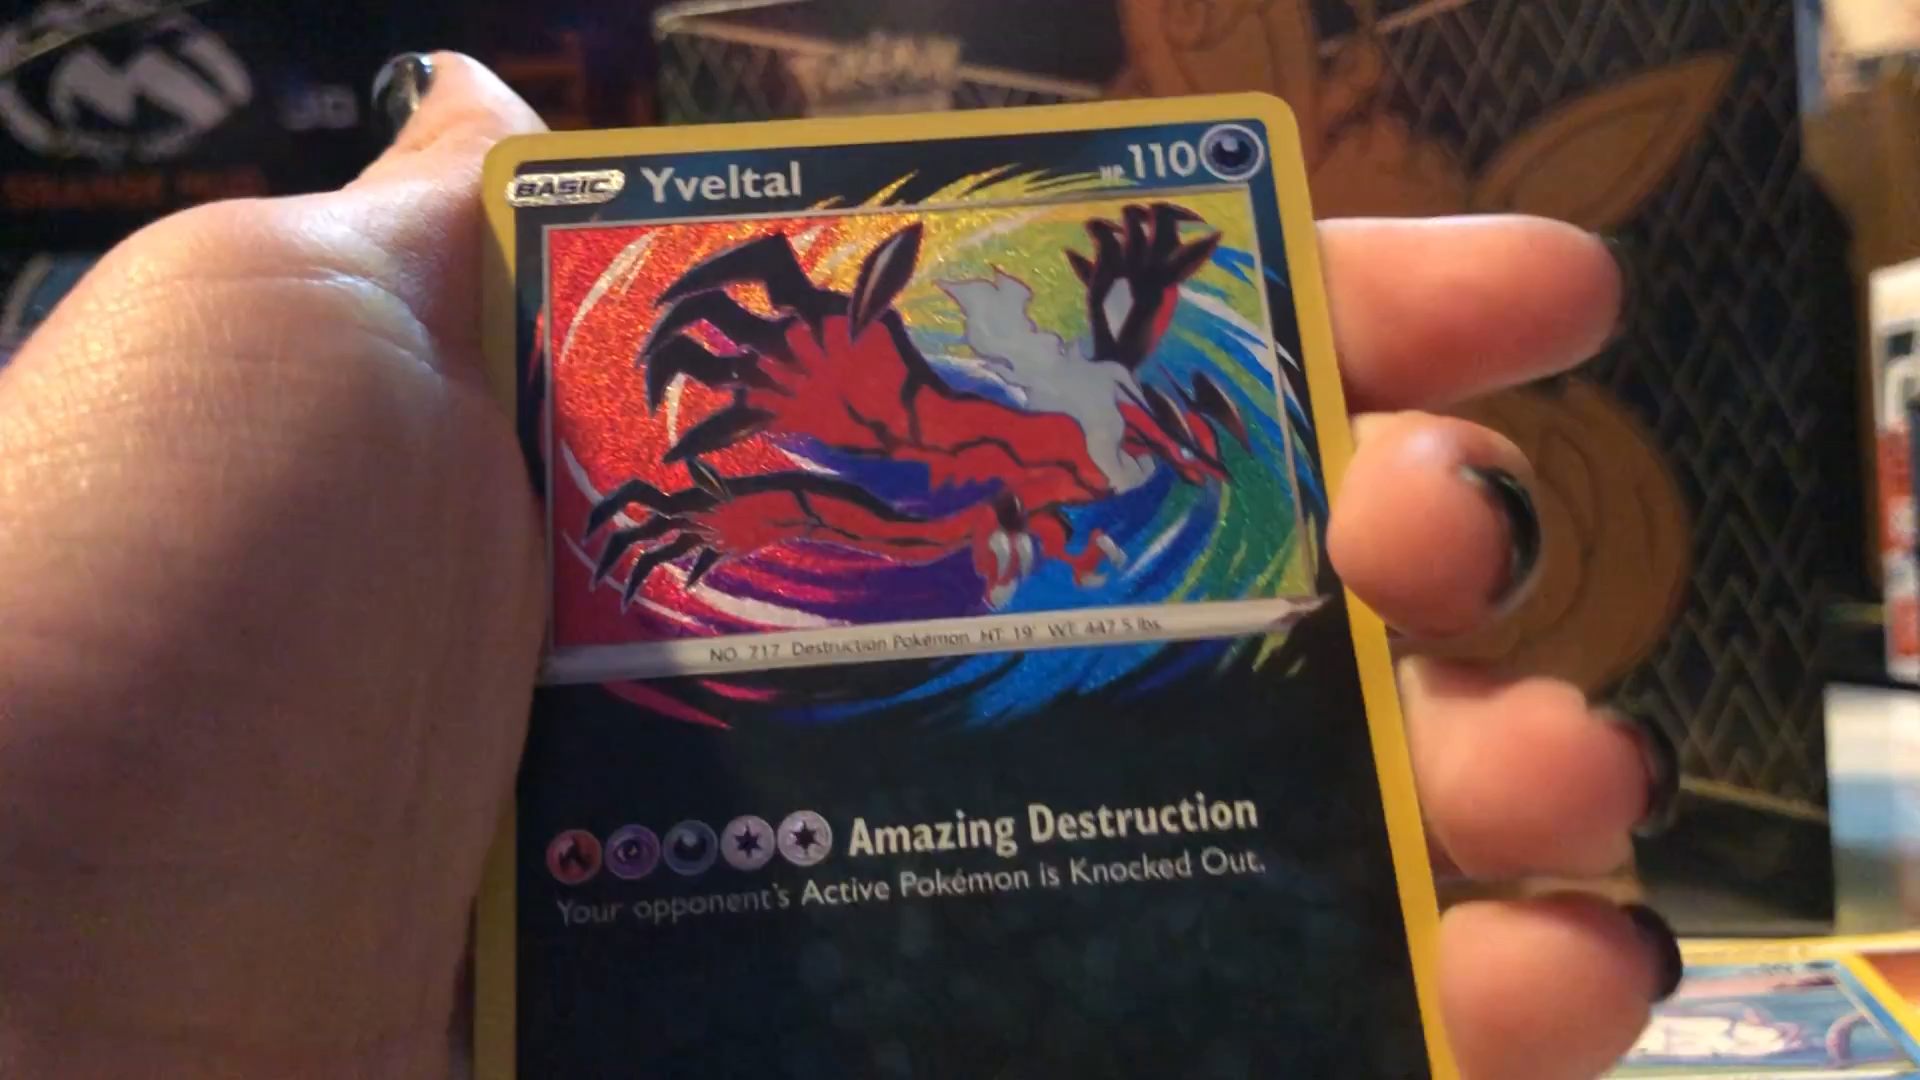 BASIC Yveltal HP 110
NO. 717 Destruction Pokémon HT 19' WT 447.5 lbs.
Amazing Destruction
Your opponent's Active Pokémon is Knocked Out.